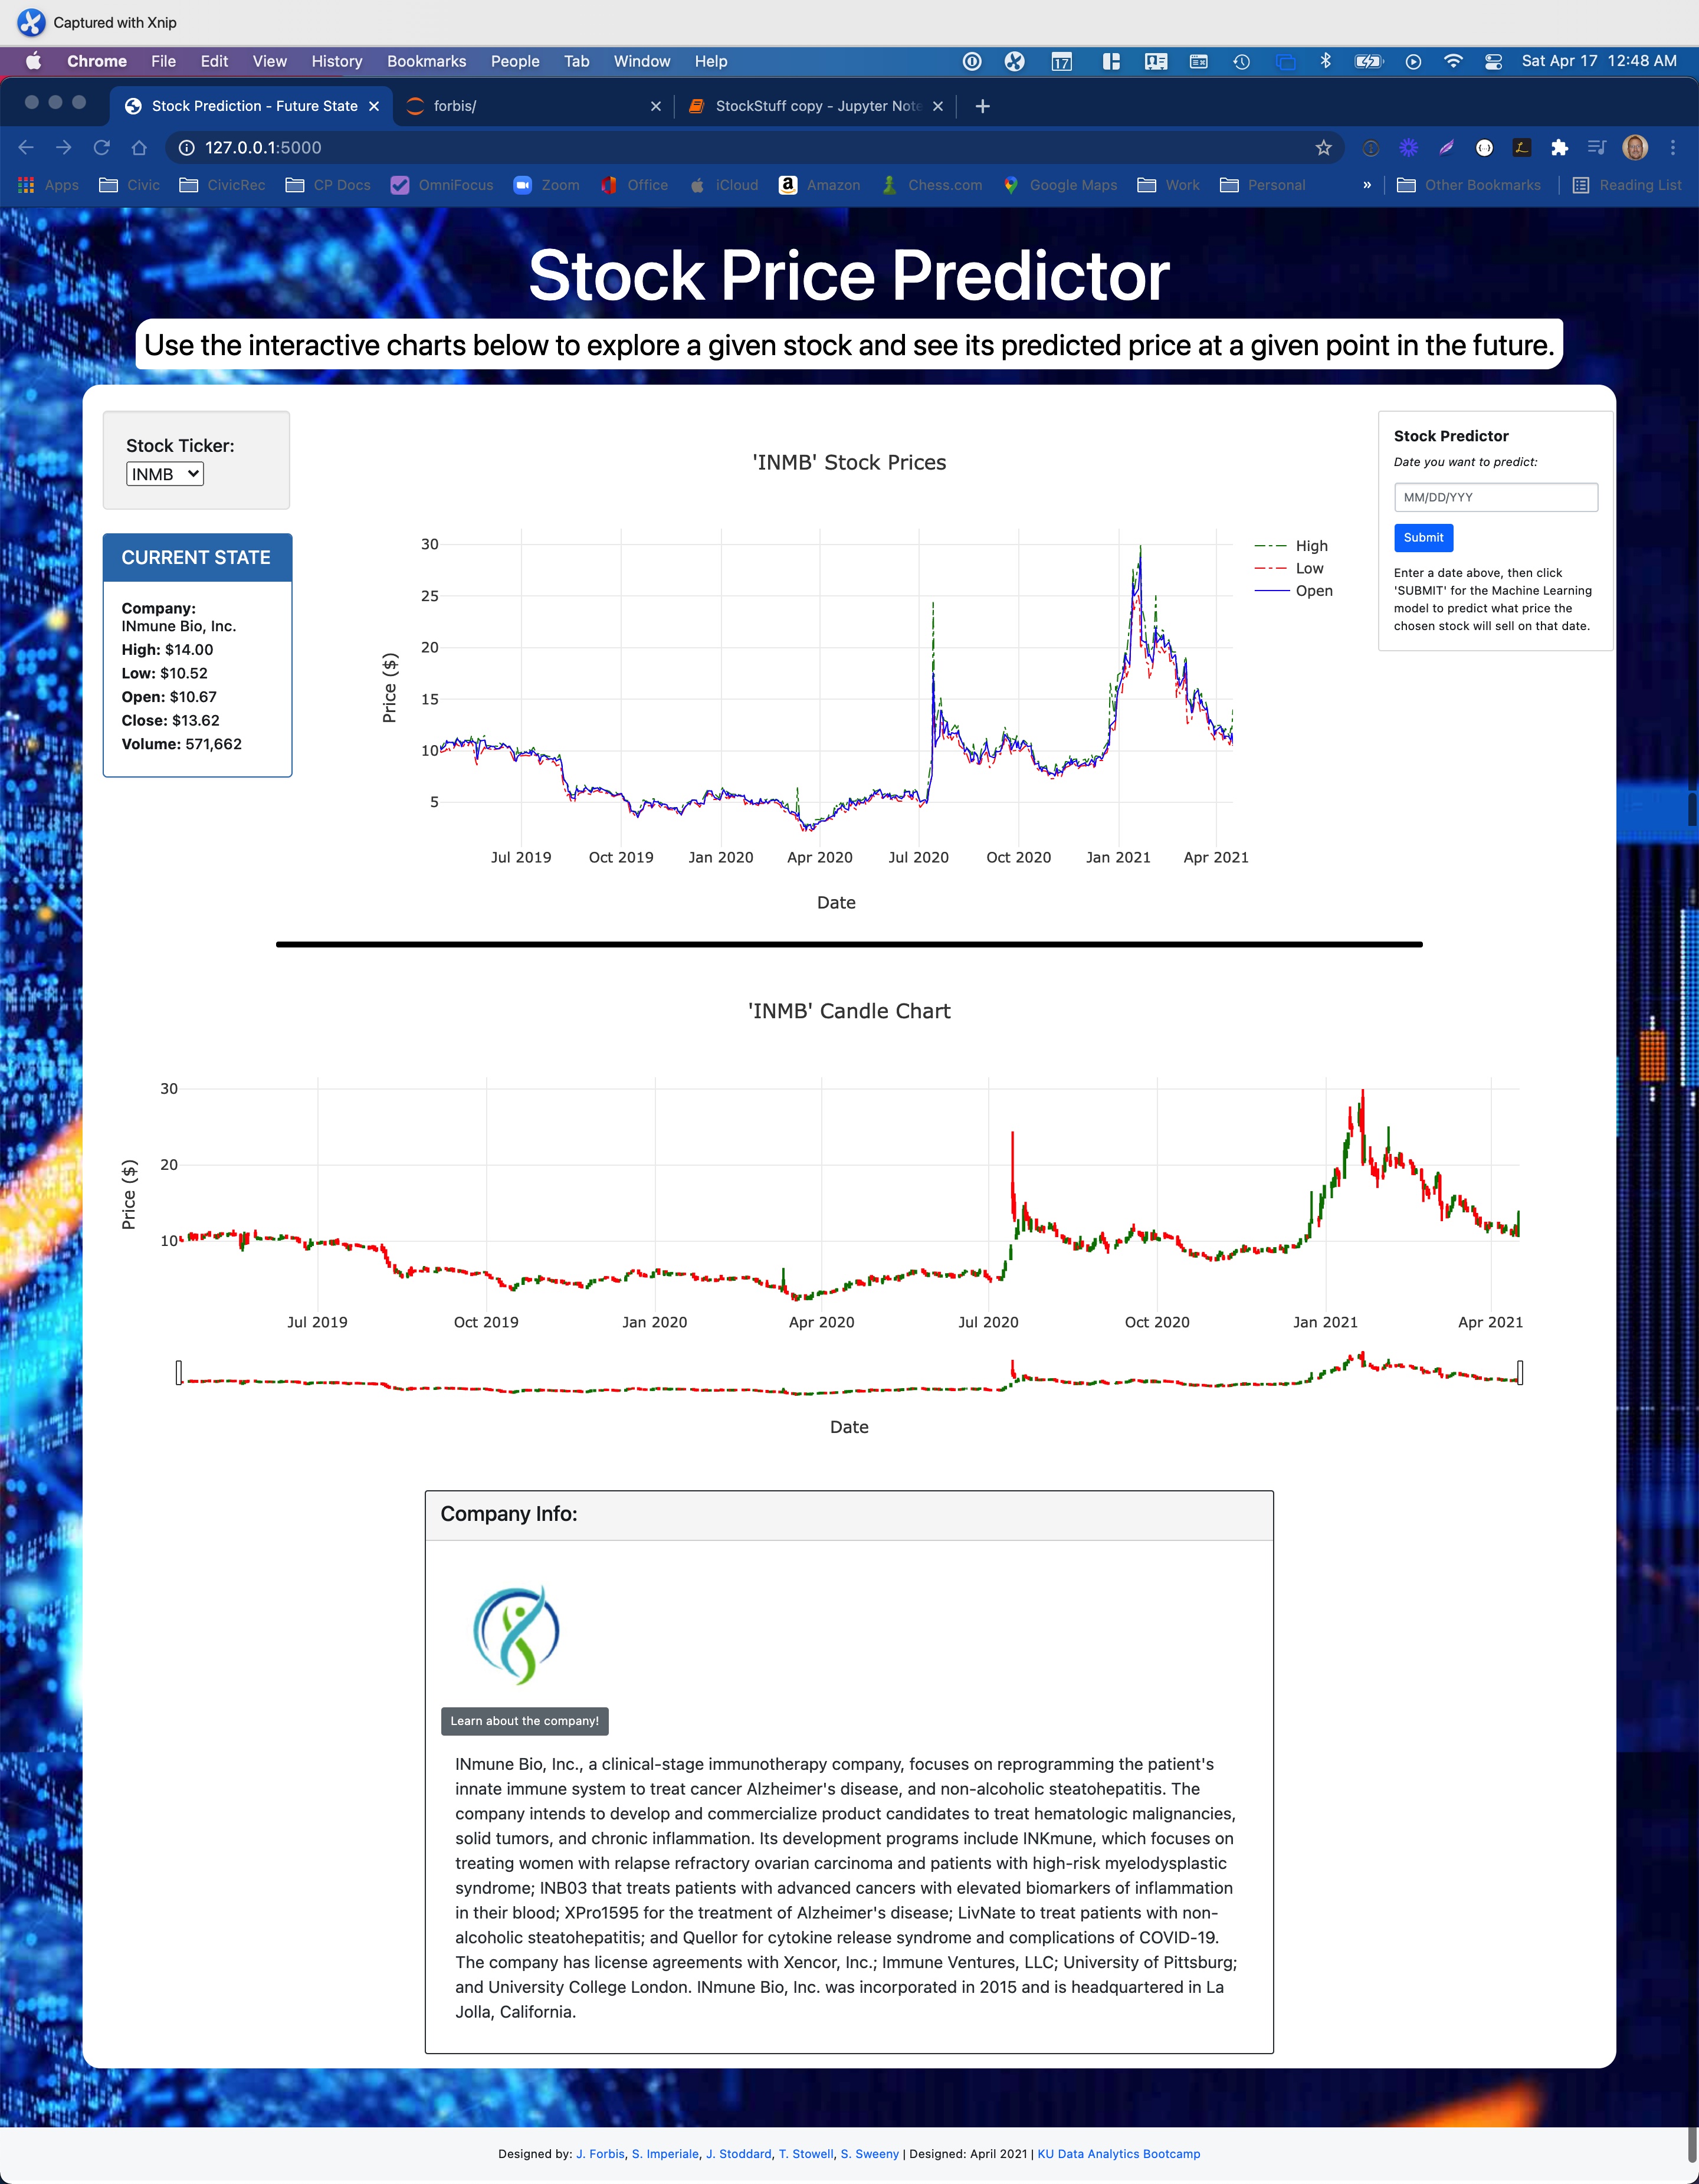 Captured with Xnip
Chrome File Edit View History Bookmarks People Tab Window Help 17 Sat Apr 17 12:48 AM
Stock Prediction - Future State forbis/ StockStuff copy - Jupyter Note
127.0.0.1:5000
Apps Civic CivicRec CP Docs OmniFocus Zoom Office iCloud Amazon Chess.com Google Maps Work Personal » Other Bookmarks Reading List
Stock Price Predictor
Use the interactive charts below to explore a given stock and see its predicted price at a given point in the future.
Stock Ticker:
INMB
CURRENT STATE
Company:
INmune Bio, Inc.
High: $14.00
Low: $10.52
Open: $10.67
Close: $13.62
Volume: 571,662
'INMB' Stock Prices
30
25
20
15
10
5
Price ($)
Jul 2019 Oct 2019 Jan 2020 Apr 2020 Jul 2020 Oct 2020 Jan 2021 Apr 2021
Date
High
Low
Open
Stock Predictor
Date you want to predict:
MM/DD/YYY
Submit
Enter a date above, then click
'SUBMIT' for the Machine Learning
model to predict what price the
chosen stock will sell on that date.
'INMB' Candle Chart
30
20
10
Price ($)
Jul 2019 Oct 2019 Jan 2020 Apr 2020 Jul 2020 Oct 2020 Jan 2021 Apr 2021
Date
Company Info:
Learn about the company!
INmune Bio, Inc., a clinical-stage immunotherapy company, focuses on reprogramming the patient's
innate immune system to treat cancer Alzheimer's disease, and non-alcoholic steatohepatitis. The
company intends to develop and commercialize product candidates to treat hematologic malignancies,
solid tumors, and chronic inflammation. Its development programs include INKmune, which focuses on
treating women with relapse refractory ovarian carcinoma and patients with high-risk myelodysplastic
syndrome; INB03 that treats patients with advanced cancers with elevated biomarkers of inflammation
in their blood; XPro1595 for the treatment of Alzheimer's disease; LivNate to treat patients with non-
alcoholic steatohepatitis; and Quellor for cytokine release syndrome and complications of COVID-19.
The company has license agreements with Xencor, Inc.; Immune Ventures, LLC; University of Pittsburg;
and University College London. INmune Bio, Inc. was incorporated in 2015 and is headquartered in La
Jolla, California.
Designed by: J. Forbis, S. Imperiale, J. Stoddard, T. Stowell, S. Sweeny | Designed: April 2021 | KU Data Analytics Bootcamp